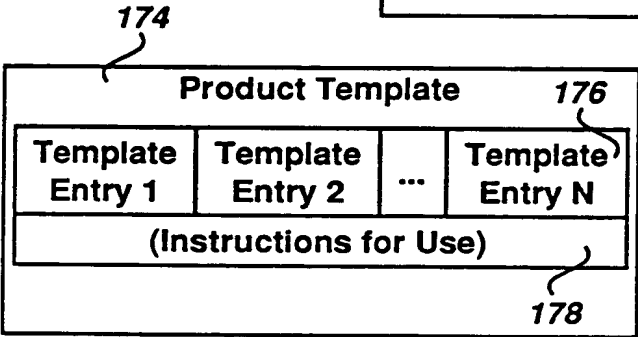 174
Product Template 176
Template Template ... Template
Entry 1 Entry 2 Entry N
(Instructions for Use)
178